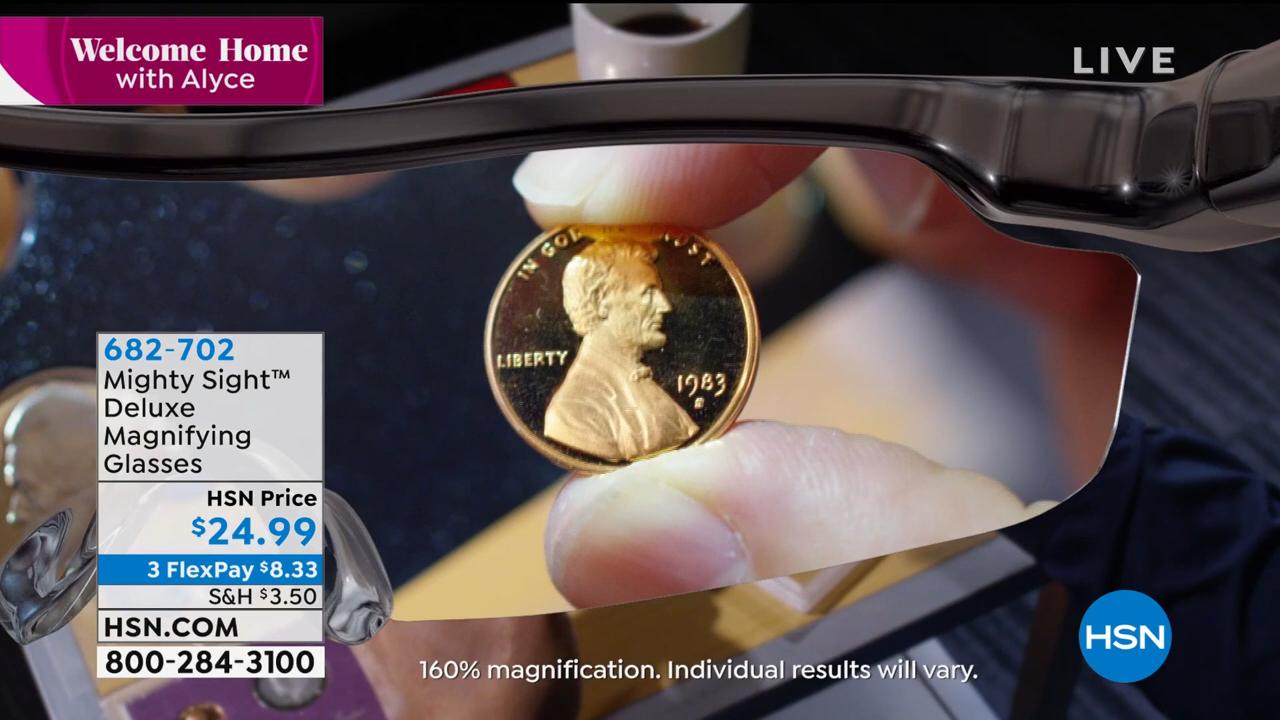 Welcome Home
with Alyce
LIVE
IN GOD WE TRUST
LIBERTY
1983
S
682-702
Mighty Sight™
Deluxe
Magnifying
Glasses
HSN Price
$24.99
3 FlexPay $8.33
S&H $3.50
HSN.COM
800-284-3100
160% magnification. Individual results will vary.
HSN